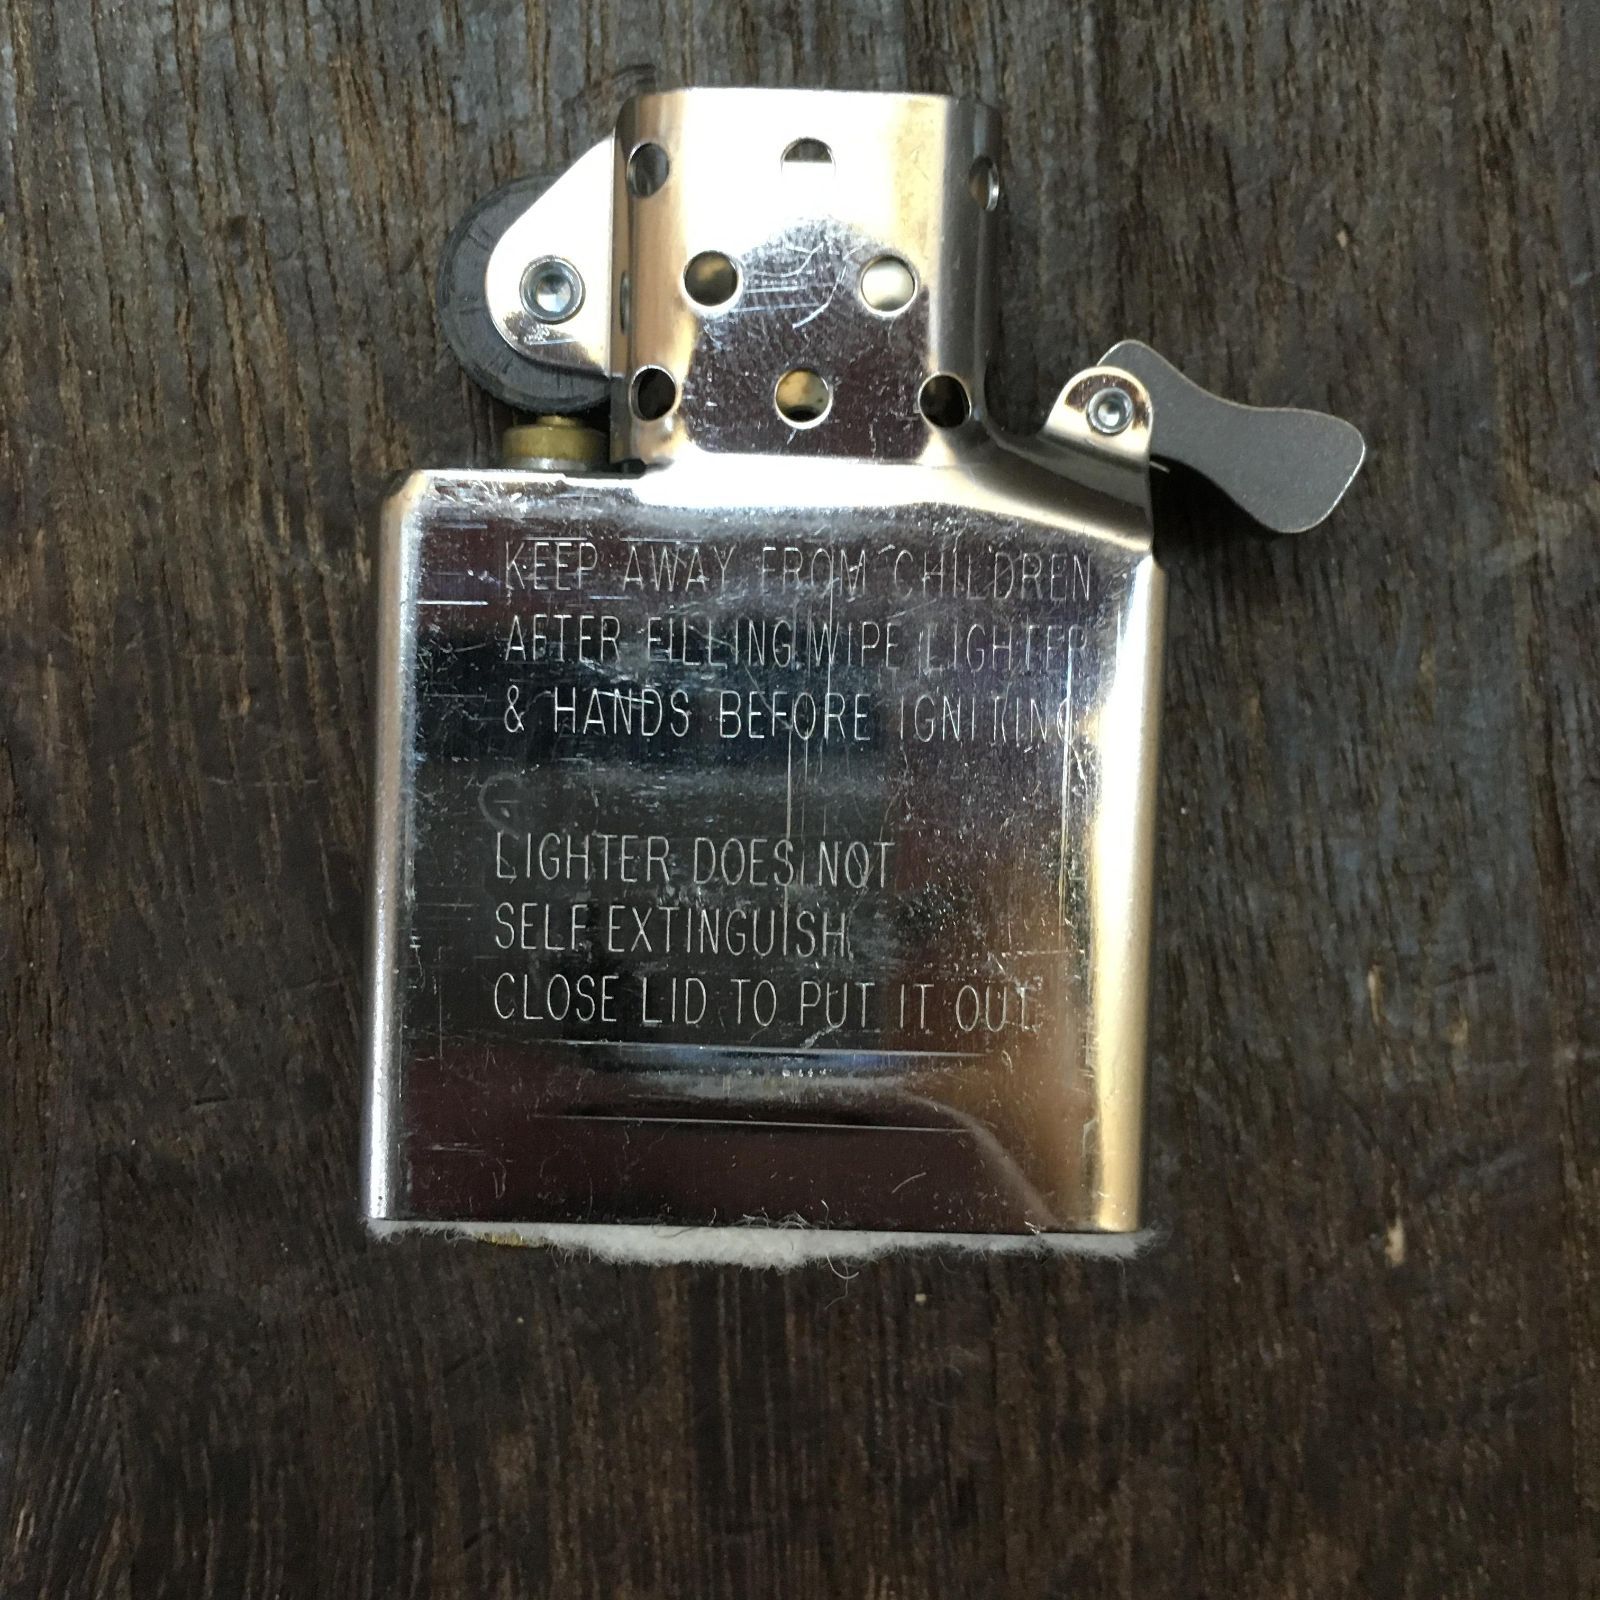 KEEP AWAY FROM CHILDREN
AFTER FILLING WIPE LIGHTER
& HANDS BEFORE IGNITING
LIGHTER DOES NOT
SELF EXTINGUISH.
CLOSE LID TO PUT IT OUT.